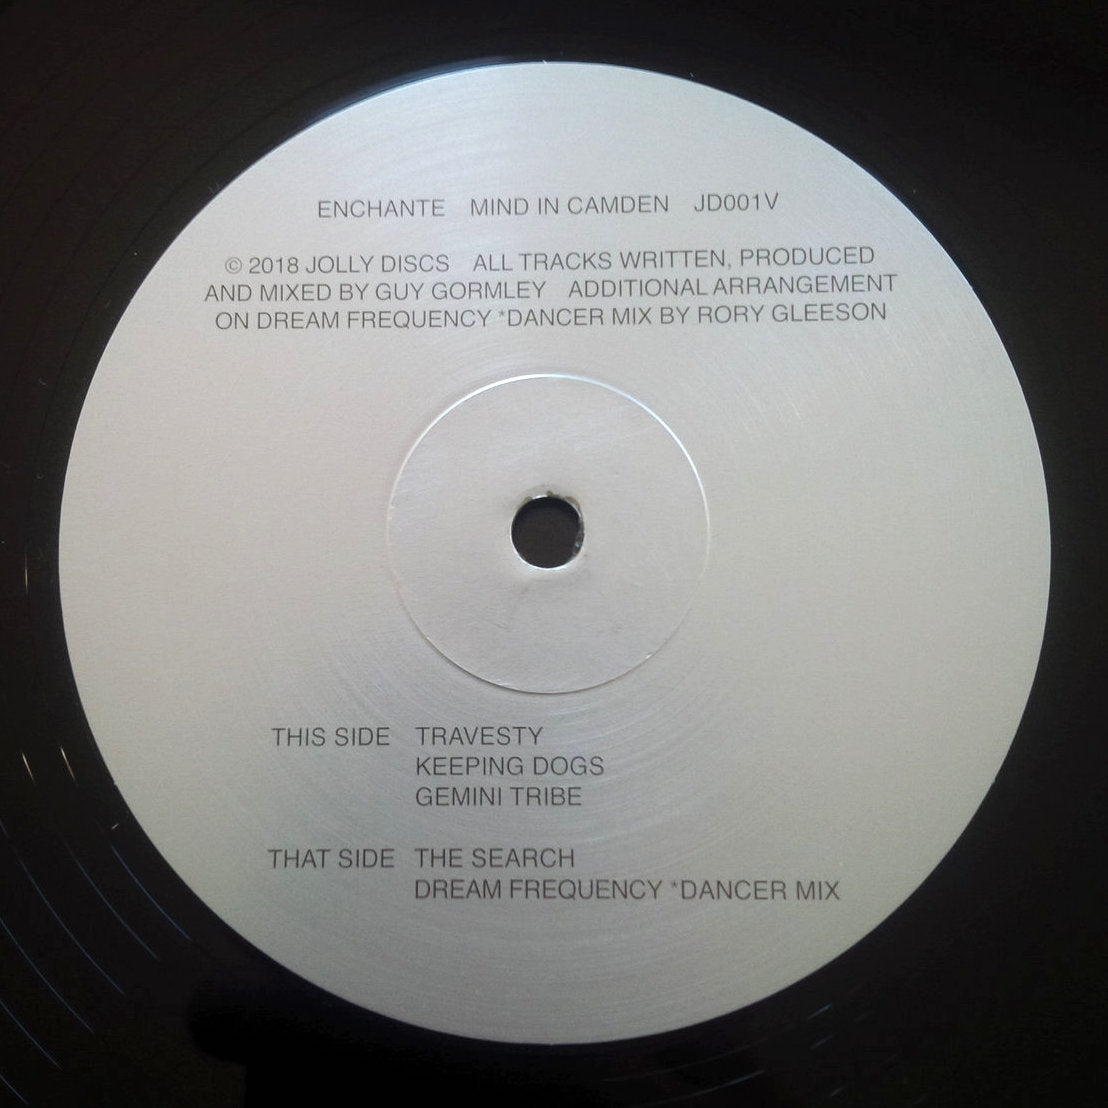 ENCHANTE MIND IN CAMDEN JD001V
© 2018 JOLLY DISCS ALL TRACKS WRITTEN, PRODUCED
AND MIXED BY GUY GORMLEY ADDITIONAL ARRANGEMENT
ON DREAM FREQUENCY *DANCER MIX BY RORY GLEESON
THIS SIDE TRAVESTY
KEEPING DOGS
GEMINI TRIBE
THAT SIDE THE SEARCH
DREAM FREQUENCY *DANCER MIX